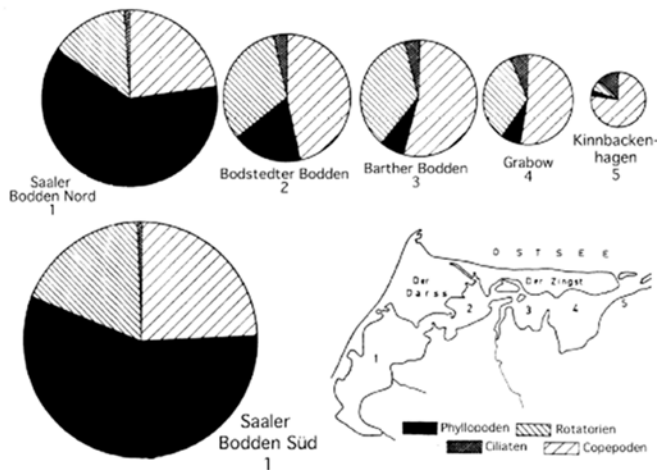 Saaler
Bodden Nord
1
Bodstedter Bodden
2
Barther Bodden
3
Grabow
4
Kinnbacken-
hagen
5
Saaler
Bodden Süd
1
O S T S E E
Der
Darss
Der Zingst
1
2
3
4
5
Phyllopoden
Rotatorien
Ciliaten
Copepoden